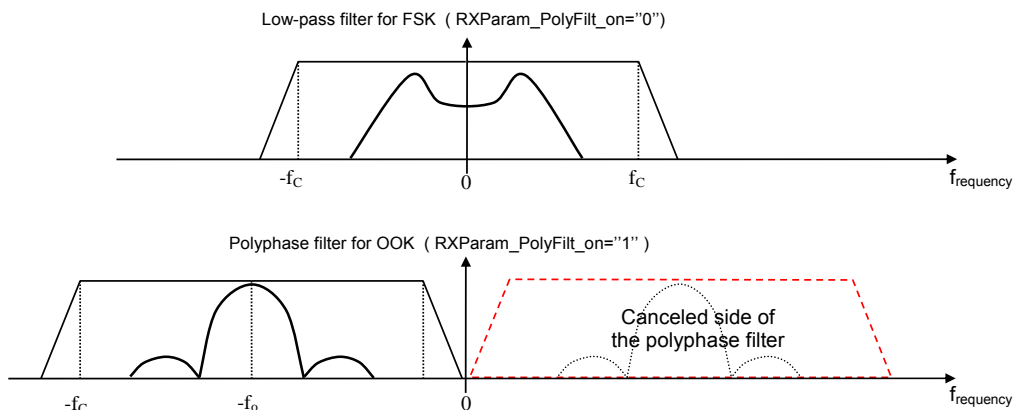 Low-pass filter for FSK ( RXParam_PolyFilt_on=''0'')
-fC 0 fC frequency
Polyphase filter for OOK ( RXParam_PolyFilt_on=''1'' )
Canceled side of
the polyphase filter
-fC -fo 0 frequency